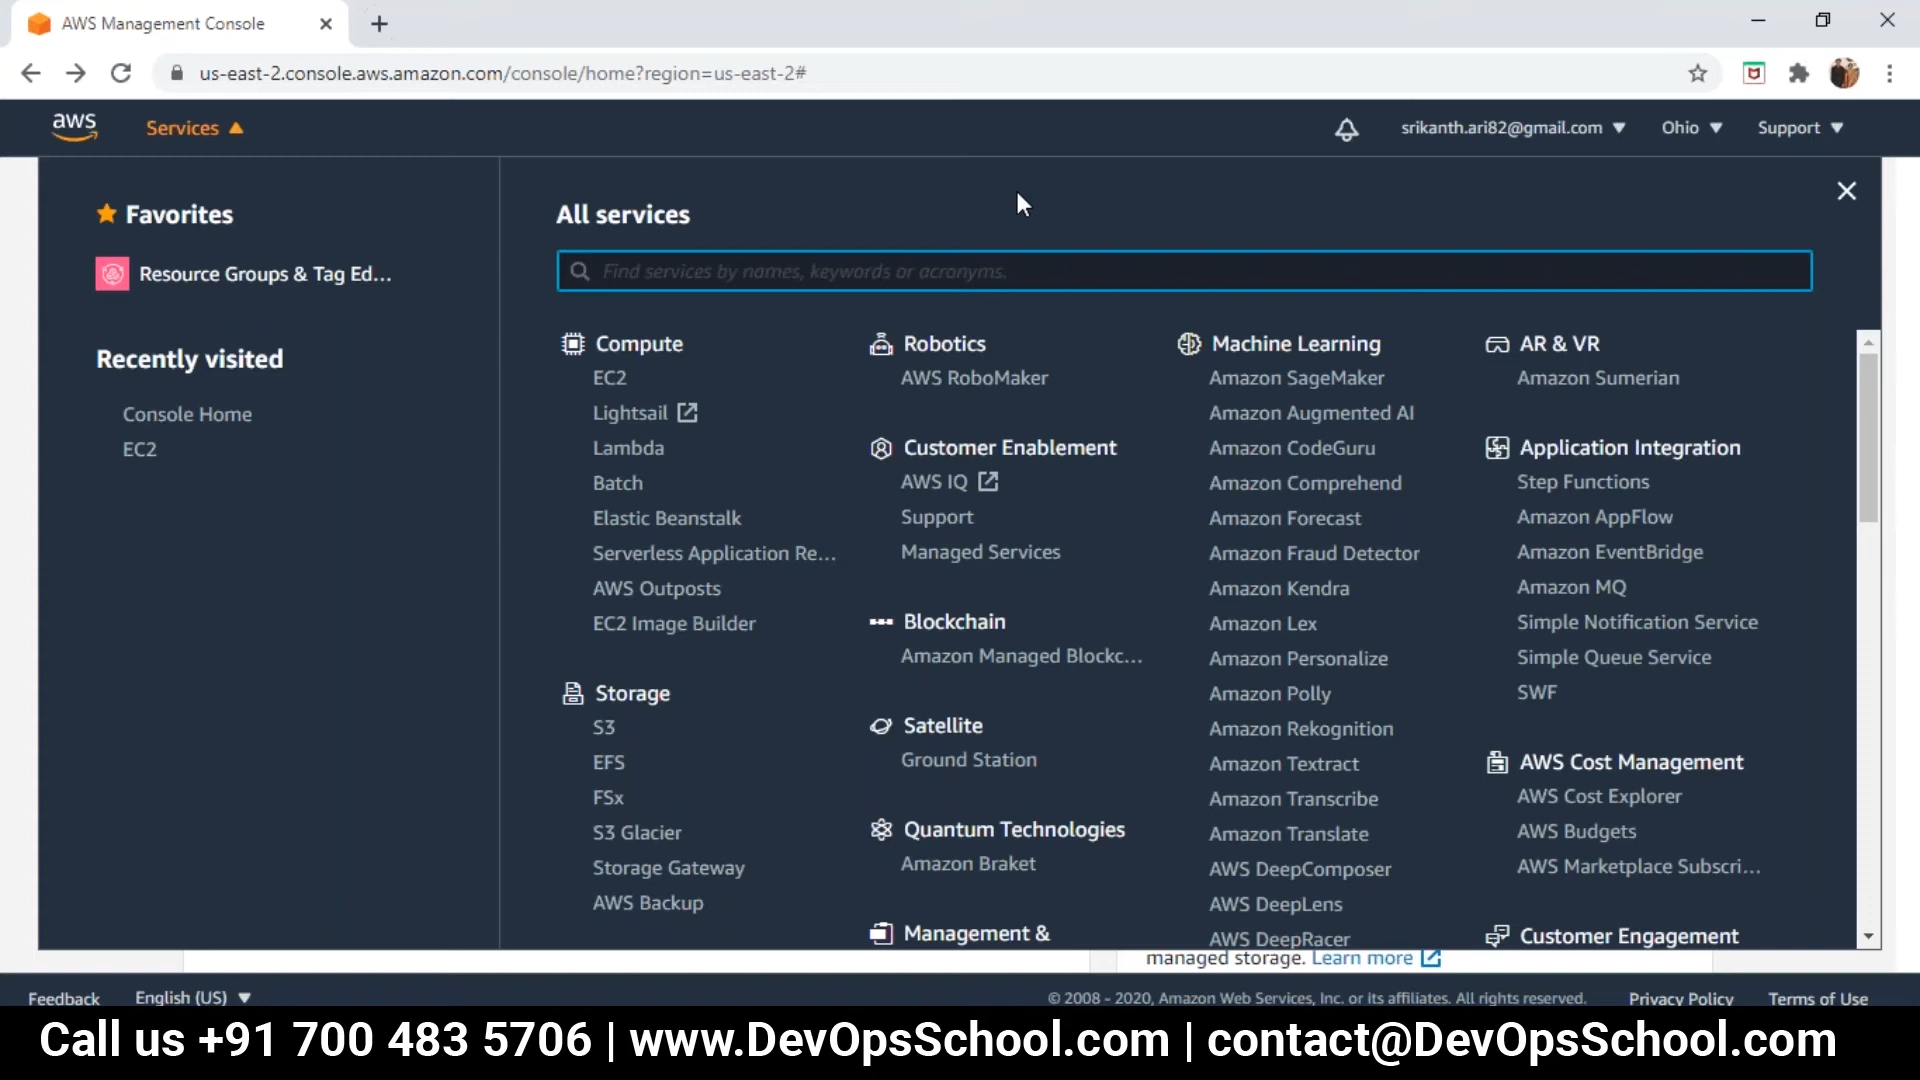 AWS Management Console
us-east-2.console.aws.amazon.com/console/home?region=us-east-2#
aws
Services
srikanth.ari82@gmail.com
Ohio
Support
Favorites
Resource Groups & Tag Ed...
Recently visited
Console Home
EC2
All services
Find services by names, keywords or acronyms.
Compute
EC2
Lightsail
Lambda
Batch
Elastic Beanstalk
Serverless Application Re...
AWS Outposts
EC2 Image Builder
Storage
S3
EFS
FSx
S3 Glacier
Storage Gateway
AWS Backup
Robotics
AWS RoboMaker
Customer Enablement
AWS IQ
Support
Managed Services
Blockchain
Amazon Managed Blockc...
Satellite
Ground Station
Quantum Technologies
Amazon Braket
Management &
Machine Learning
Amazon SageMaker
Amazon Augmented AI
Amazon CodeGuru
Amazon Comprehend
Amazon Forecast
Amazon Fraud Detector
Amazon Kendra
Amazon Lex
Amazon Personalize
Amazon Polly
Amazon Rekognition
Amazon Textract
Amazon Transcribe
Amazon Translate
AWS DeepComposer
AWS DeepLens
AWS DeepRacer
AR & VR
Amazon Sumerian
Application Integration
Step Functions
Amazon AppFlow
Amazon EventBridge
Amazon MQ
Simple Notification Service
Simple Queue Service
SWF
AWS Cost Management
AWS Cost Explorer
AWS Budgets
AWS Marketplace Subscri...
Customer Engagement
managed storage. Learn more
Feedback
English (US)
© 2008 - 2020, Amazon Web Services, Inc. or its affiliates. All rights reserved.
Privacy Policy
Terms of Use
Call us +91 700 483 5706 | www.DevOpsSchool.com | contact@DevOpsSchool.com